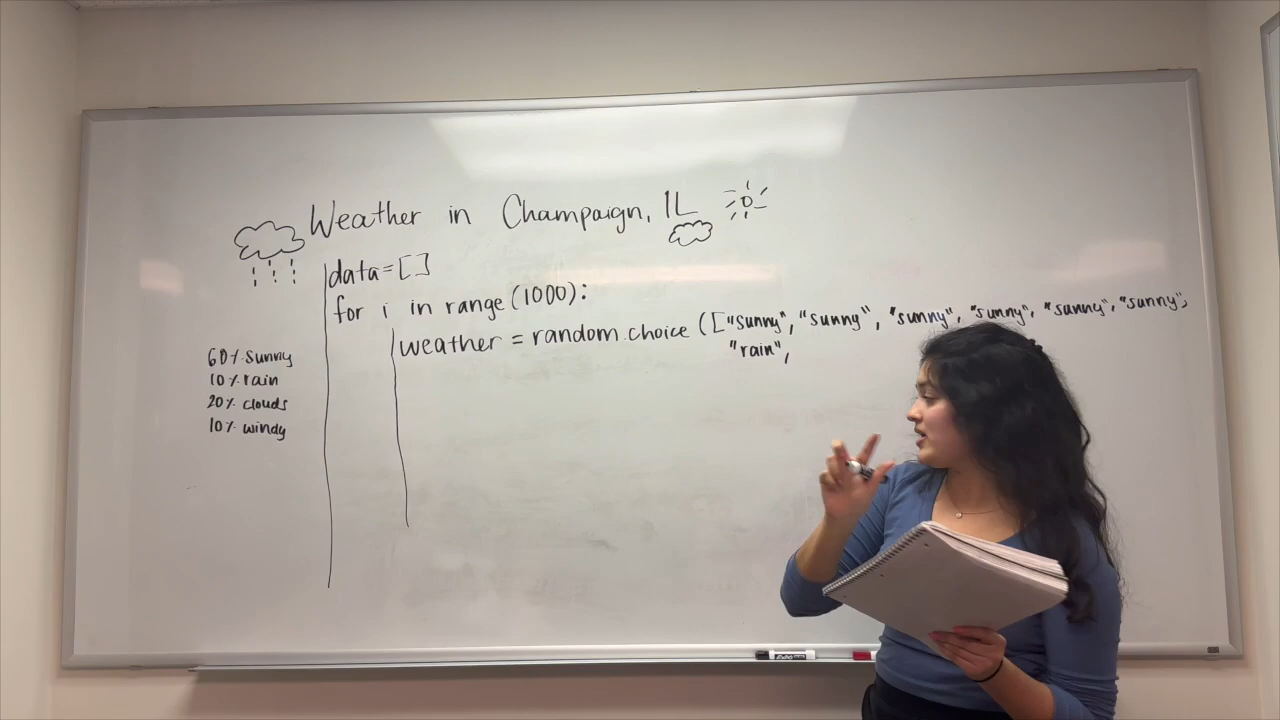 Weather in Champaign, IL
data=[]
for i in range (1000):
weather = random.choice (["sunny", "sunny", "sunny", "sunny", "sunny", "sunny",
"rain",
60% sunny
10% rain
20% clouds
10% windy